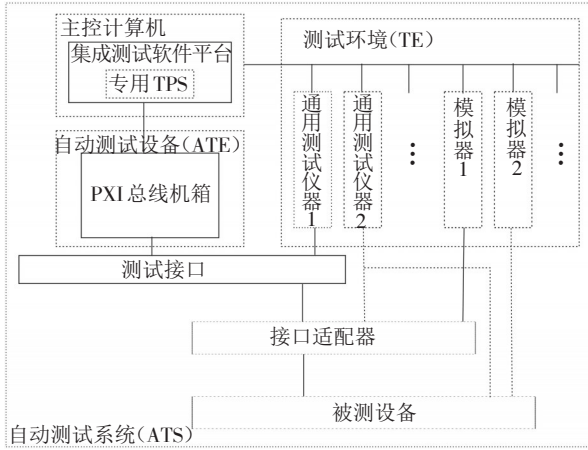 主控计算机
集成测试软件平台
专用TPS
测试环境(TE)
通用测试仪器1
通用测试仪器2
⋮
模拟器1
模拟器2
⋮
自动测试设备(ATE)
PXI总线机箱
测试接口
接口适配器
被测设备
自动测试系统(ATS)